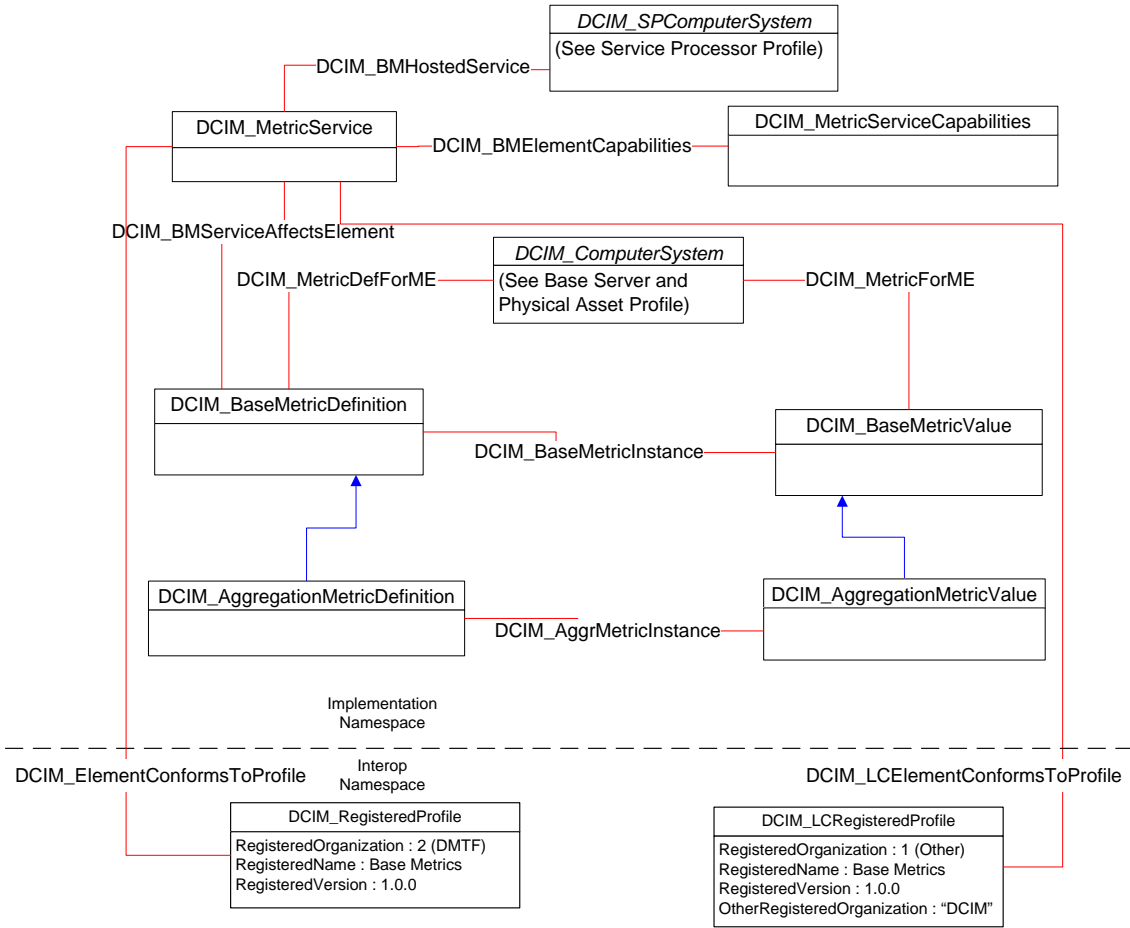 DCIM_SPComputerSystem
(See Service Processor Profile)
DCIM_BMHostedService
DCIM_MetricService
DCIM_MetricServiceCapabilities
DCIM_BMElementCapabilities
DCIM_BMServiceAffectsElement
DCIM_ComputerSystem
(See Base Server and
Physical Asset Profile)
DCIM_MetricDefForME
DCIM_MetricForME
DCIM_BaseMetricDefinition
DCIM_BaseMetricValue
DCIM_BaseMetricInstance
DCIM_AggregationMetricDefinition
DCIM_AggregationMetricValue
DCIM_AggrMetricInstance
Implementation
Namespace
Interop
Namespace
DCIM_ElementConformsToProfile
DCIM_LCElementConformsToProfile
DCIM_RegisteredProfile
RegisteredOrganization : 2 (DMTF)
RegisteredName : Base Metrics
RegisteredVersion : 1.0.0
DCIM_LCRegisteredProfile
RegisteredOrganization : 1 (Other)
RegisteredName : Base Metrics
RegisteredVersion : 1.0.0
OtherRegisteredOrganization : “DCIM”